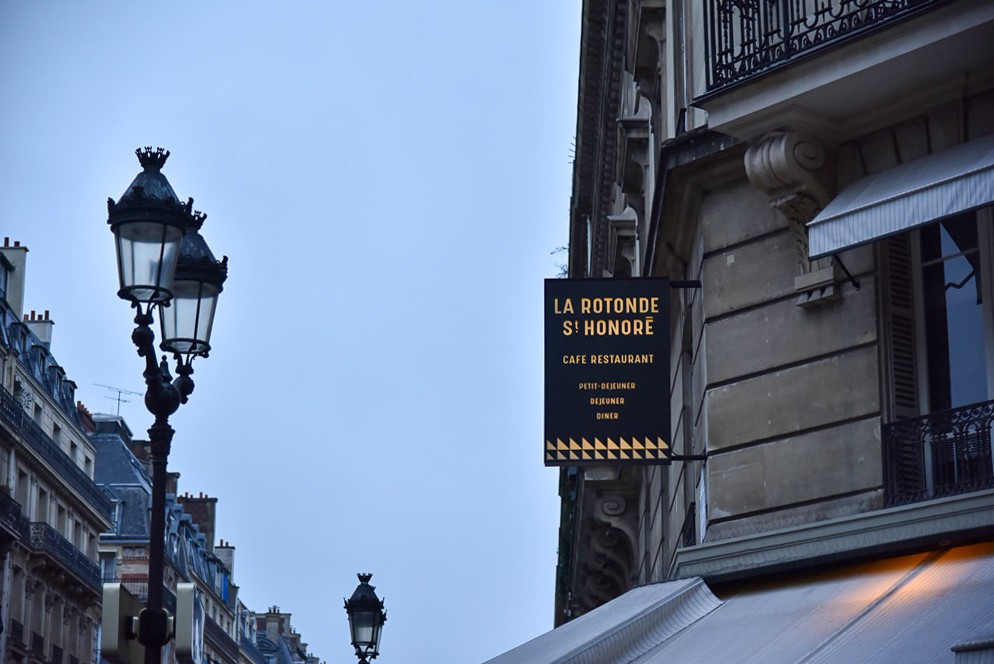 LA ROTONDE
St HONORĒ
CAFE RESTAURANT
PETIT-DEJEUNER
DEJEUNER
DINER